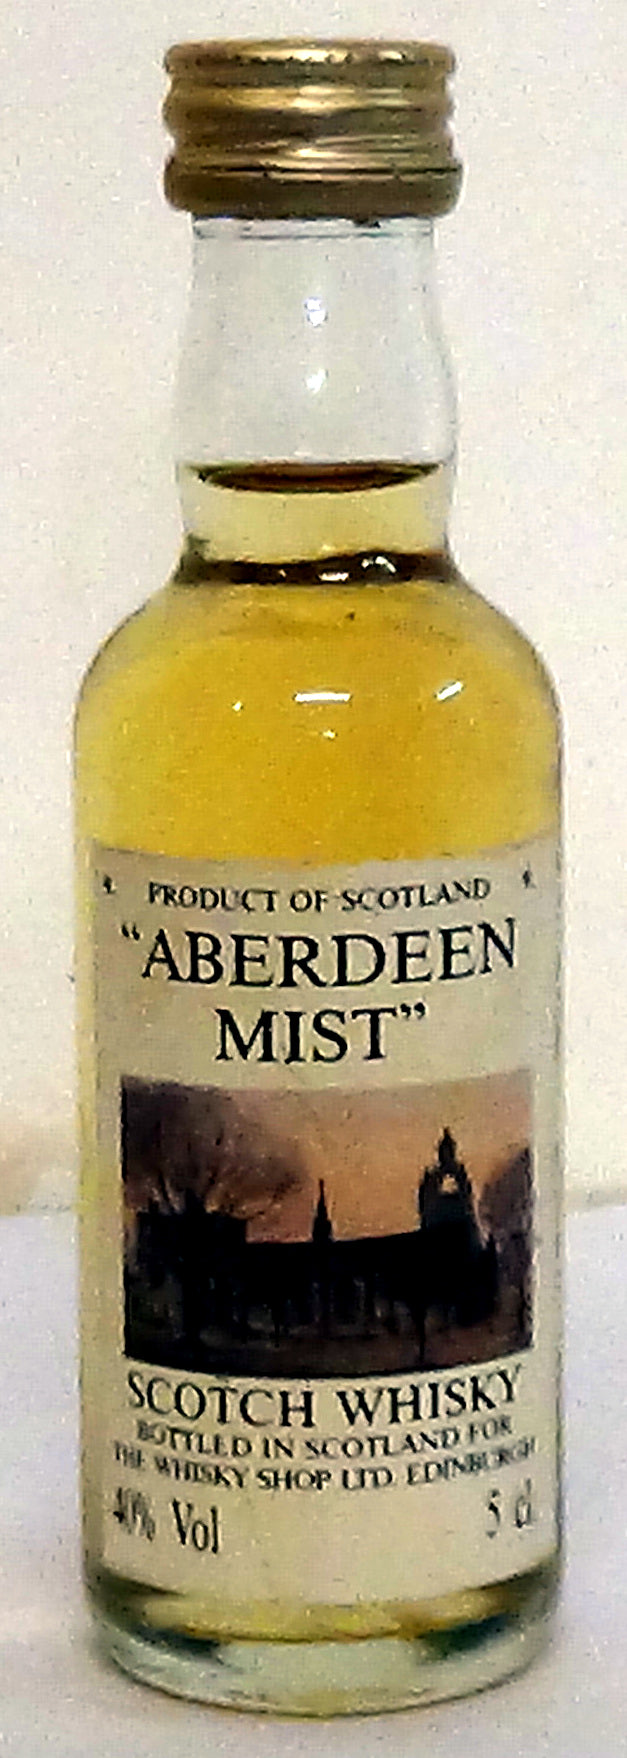 PRODUCT OF SCOTLAND
“ABERDEEN
MIST”
SCOTCH WHISKY
BOTTLED IN SCOTLAND FOR
THE WHISKY SHOP LTD. EDINBURGH
40% Vol 5 cl